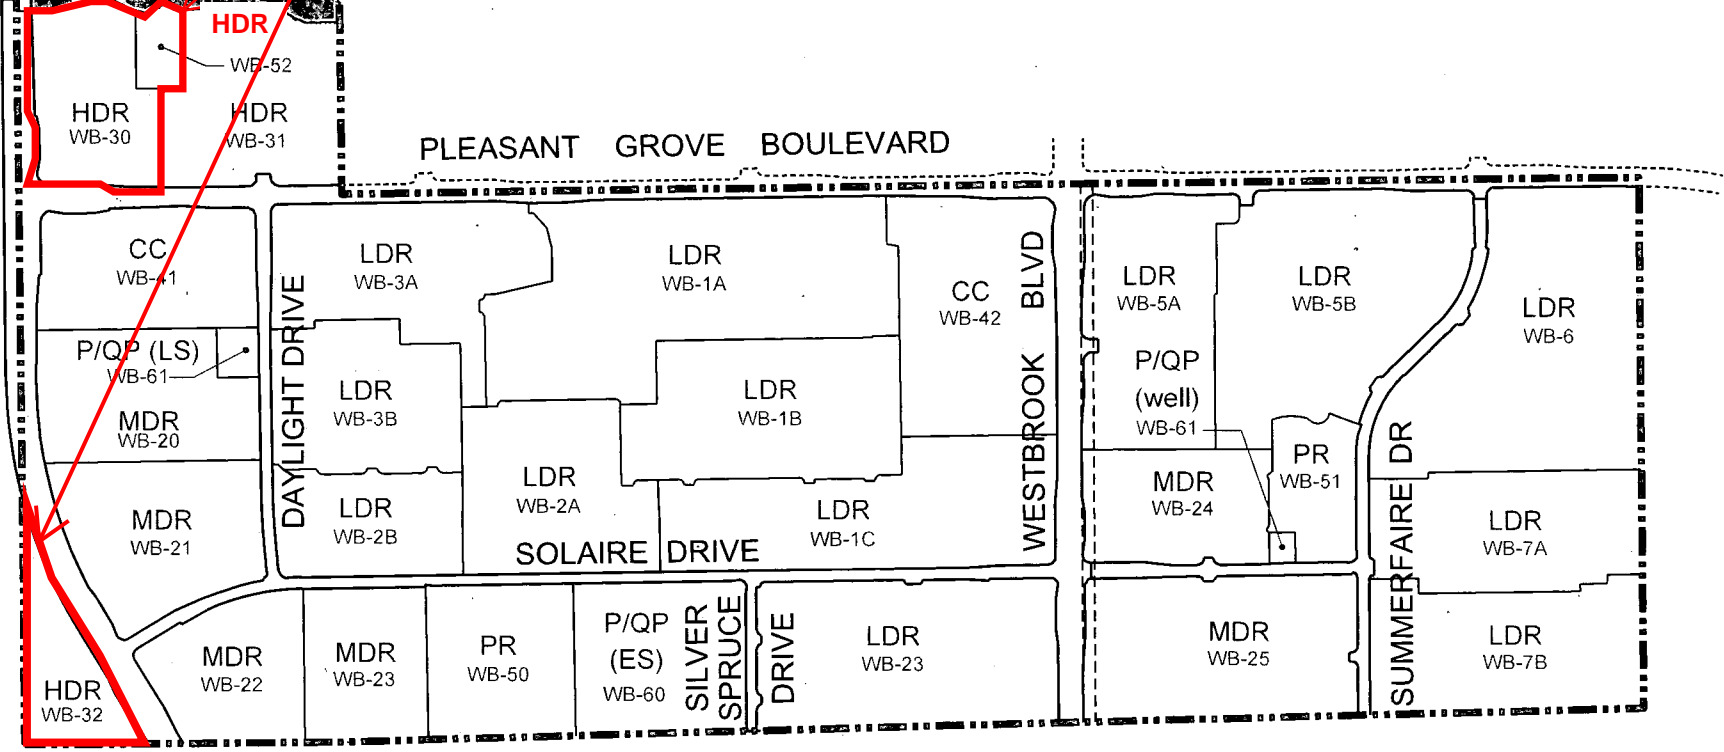 HDR
WB-52
HDR
WB-30
HDR
WB-31
PLEASANT GROVE BOULEVARD
CC
WB-41
LDR
WB-3A
LDR
WB-1A
CC
WB-42
WESTBROOK BLVD
LDR
WB-5A
LDR
WB-5B
LDR
WB-6
P/QP (LS)
WB-61
MDR
WB-20
DAYLIGHT DRIVE
LDR
WB-3B
LDR
WB-1B
P/QP
(well)
WB-61
PR
WB-51
SUMMERFAIRE DR
MDR
WB-21
LDR
WB-2B
LDR
WB-2A
LDR
WB-1C
SOLAIRE DRIVE
MDR
WB-24
LDR
WB-7A
HDR
WB-32
MDR
WB-22
MDR
WB-23
PR
WB-50
P/QP
(ES)
WB-60
SILVER
SPRUCE
DRIVE
LDR
WB-23
MDR
WB-25
LDR
WB-7B